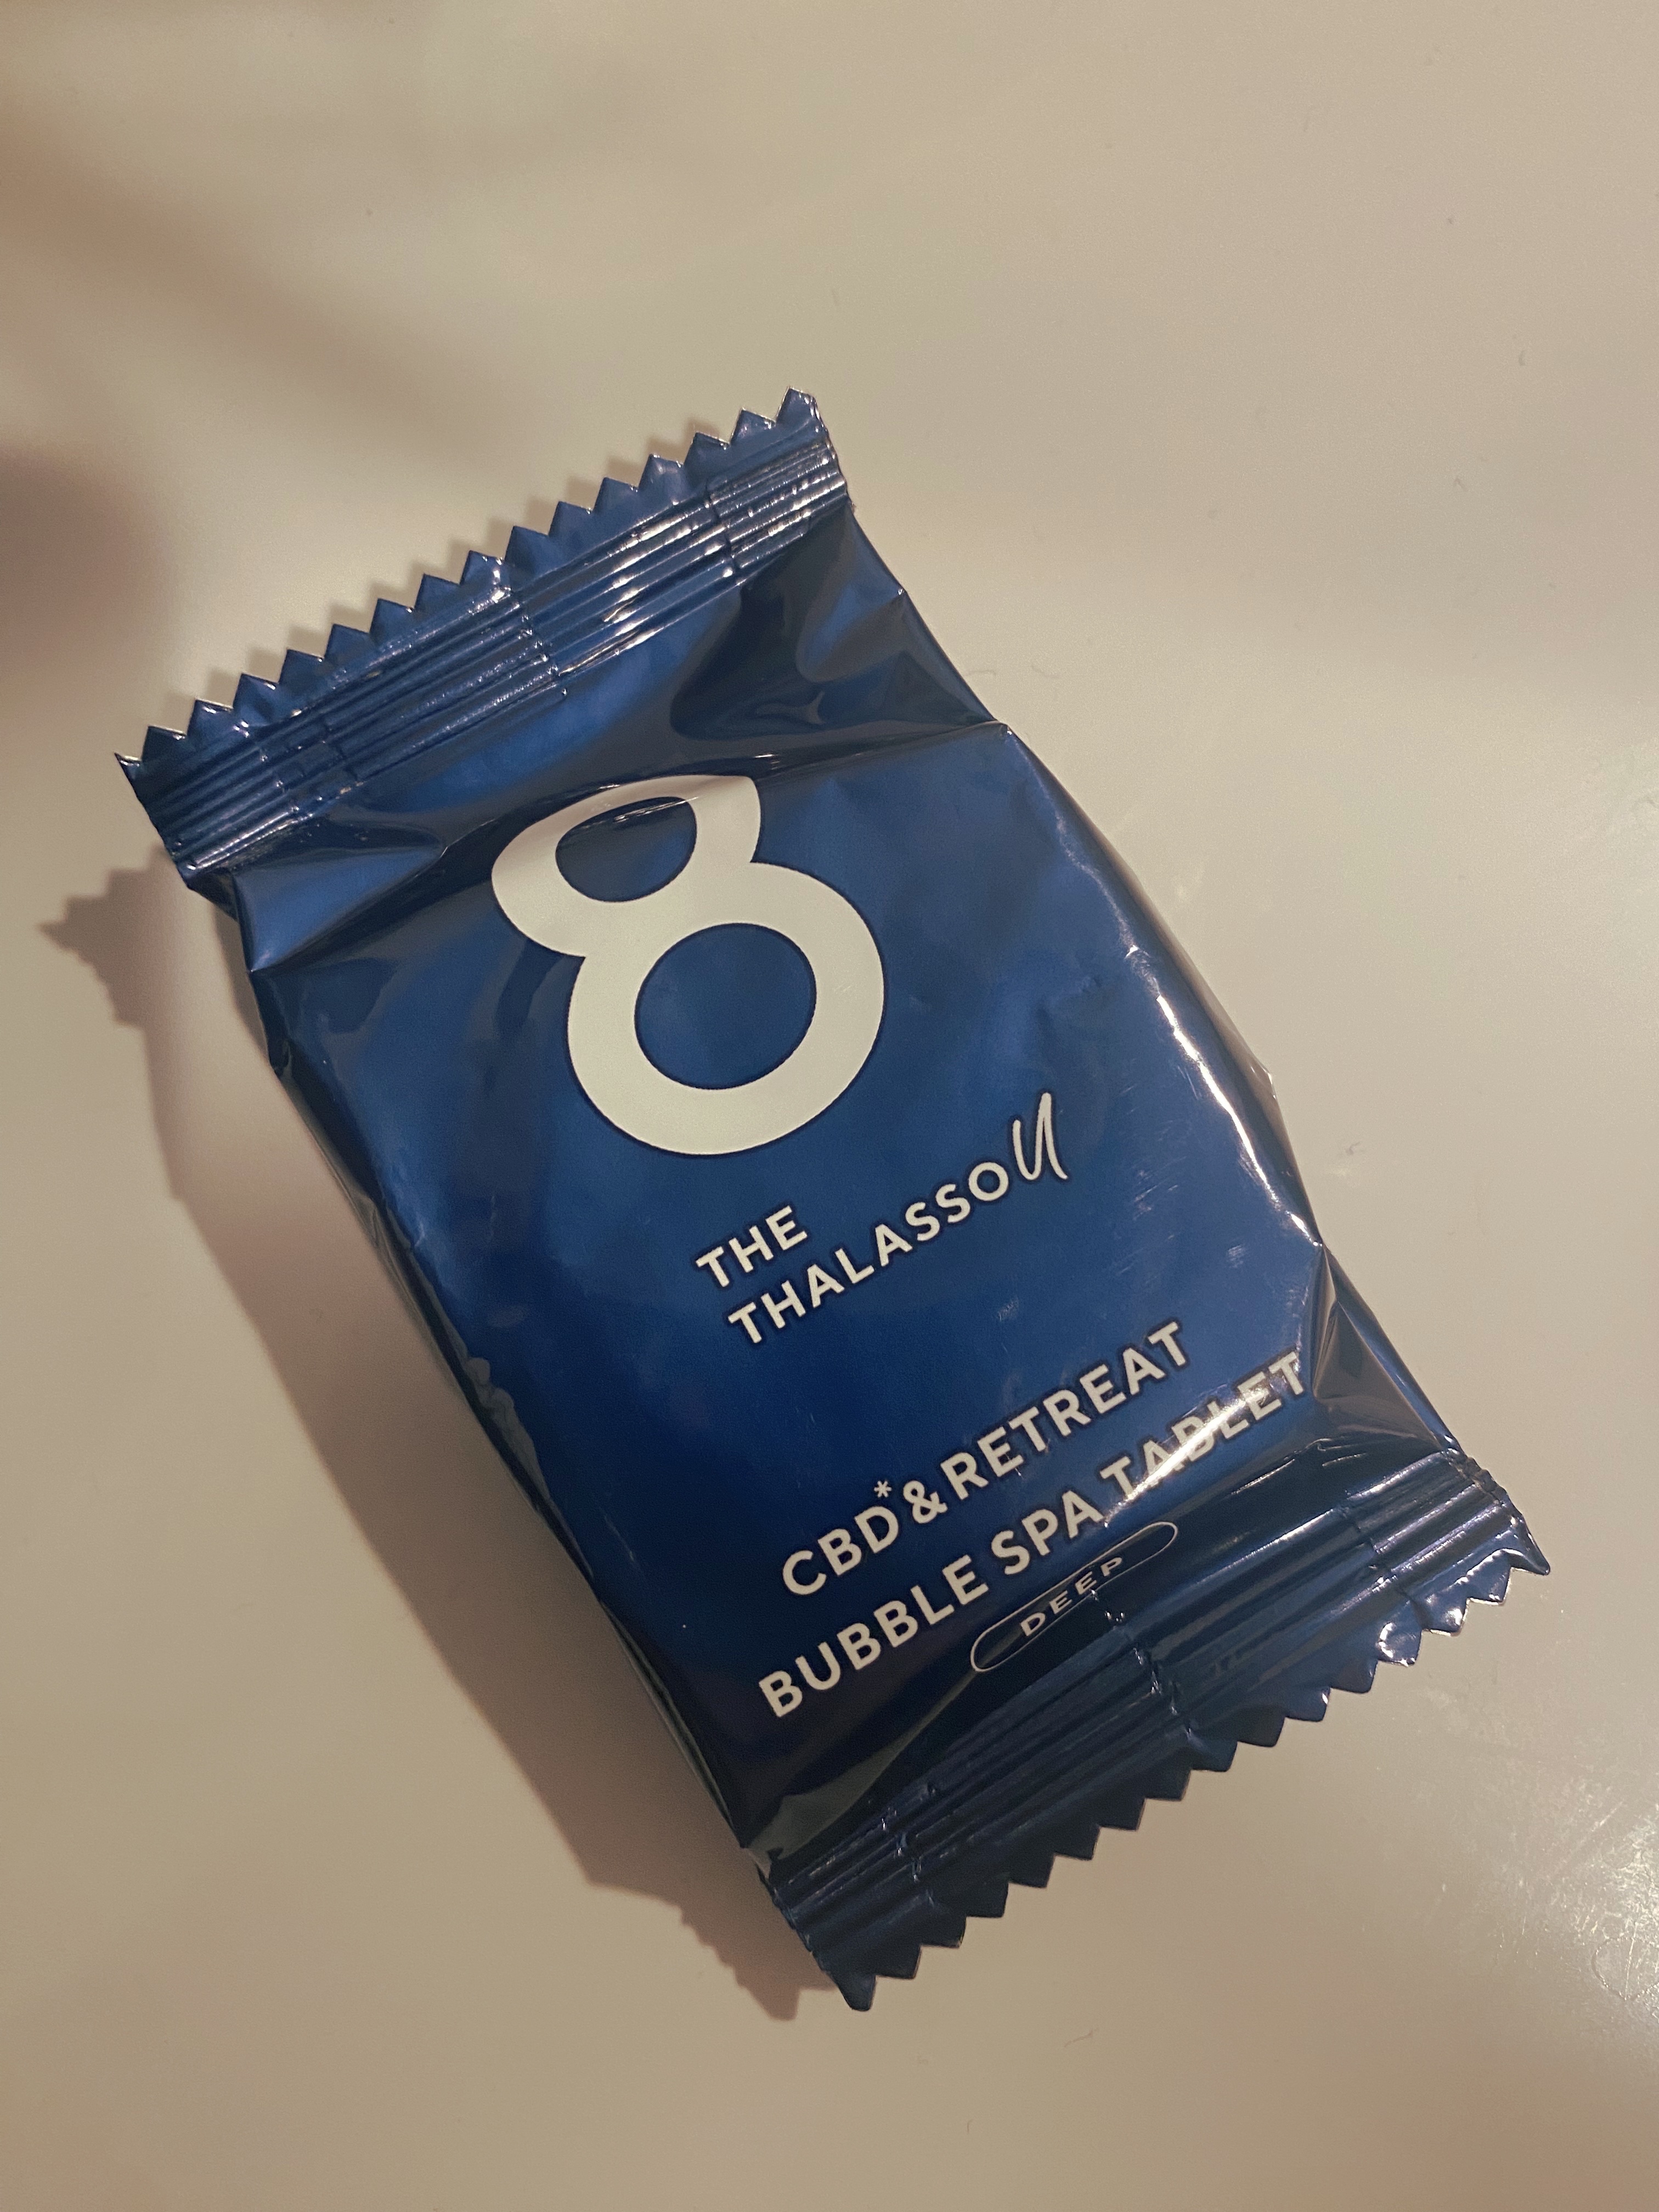 8
THE
THALASSO U
CBD*& RETREAT
BUBBLE SPA TABLET
DEEP